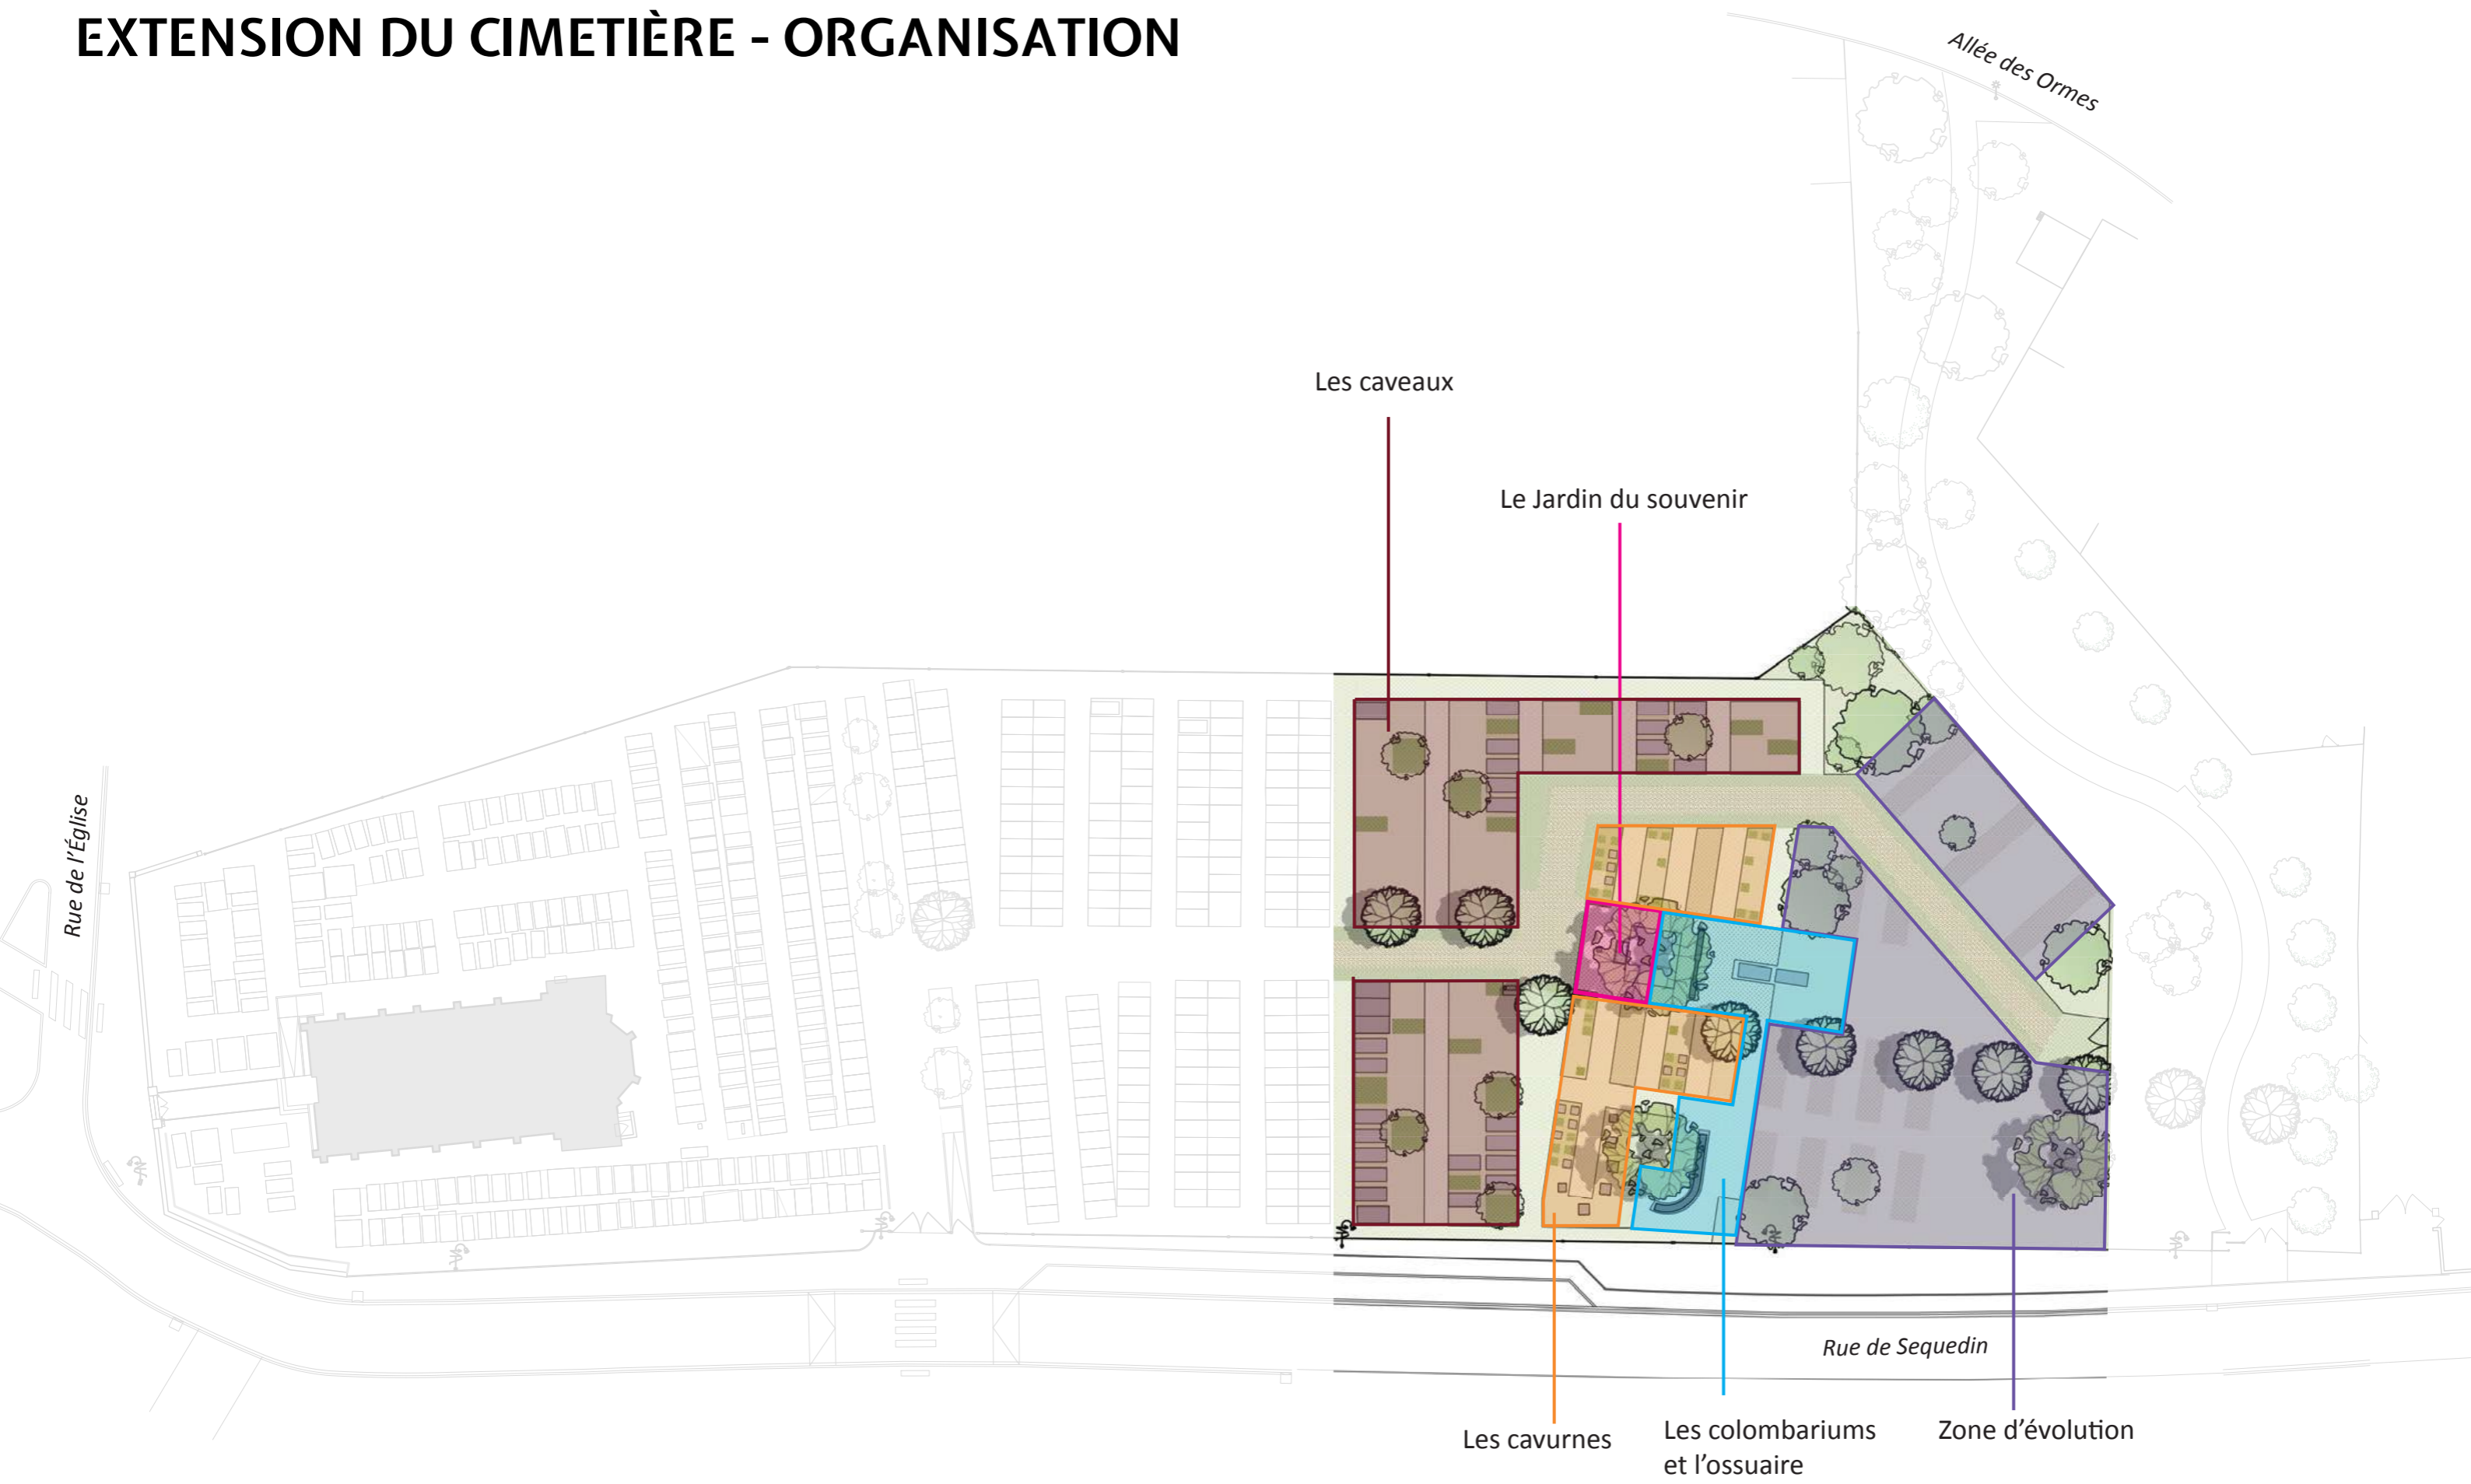 EXTENSION DU CIMETIÈRE - ORGANISATION
Allée des Ormes
Les caveaux
Le Jardin du souvenir
Rue de l'Église
Rue de Sequedin
Les cavurnes
Les colombariums
et l'ossuaire
Zone d'évolution